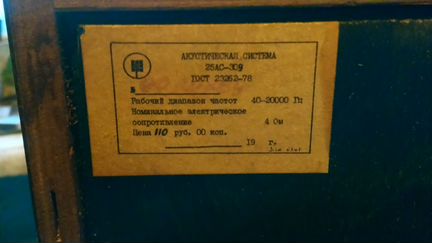 АКУСТИЧЕСКАЯ СИСТЕМА
25АС-309
ГОСТ 23262-78
Рабочий диапазон частот 40-20000 Гц
Номинальное электрическое
сопротивление 4 Ом
Цена 110 руб. 00 коп.
19 г.